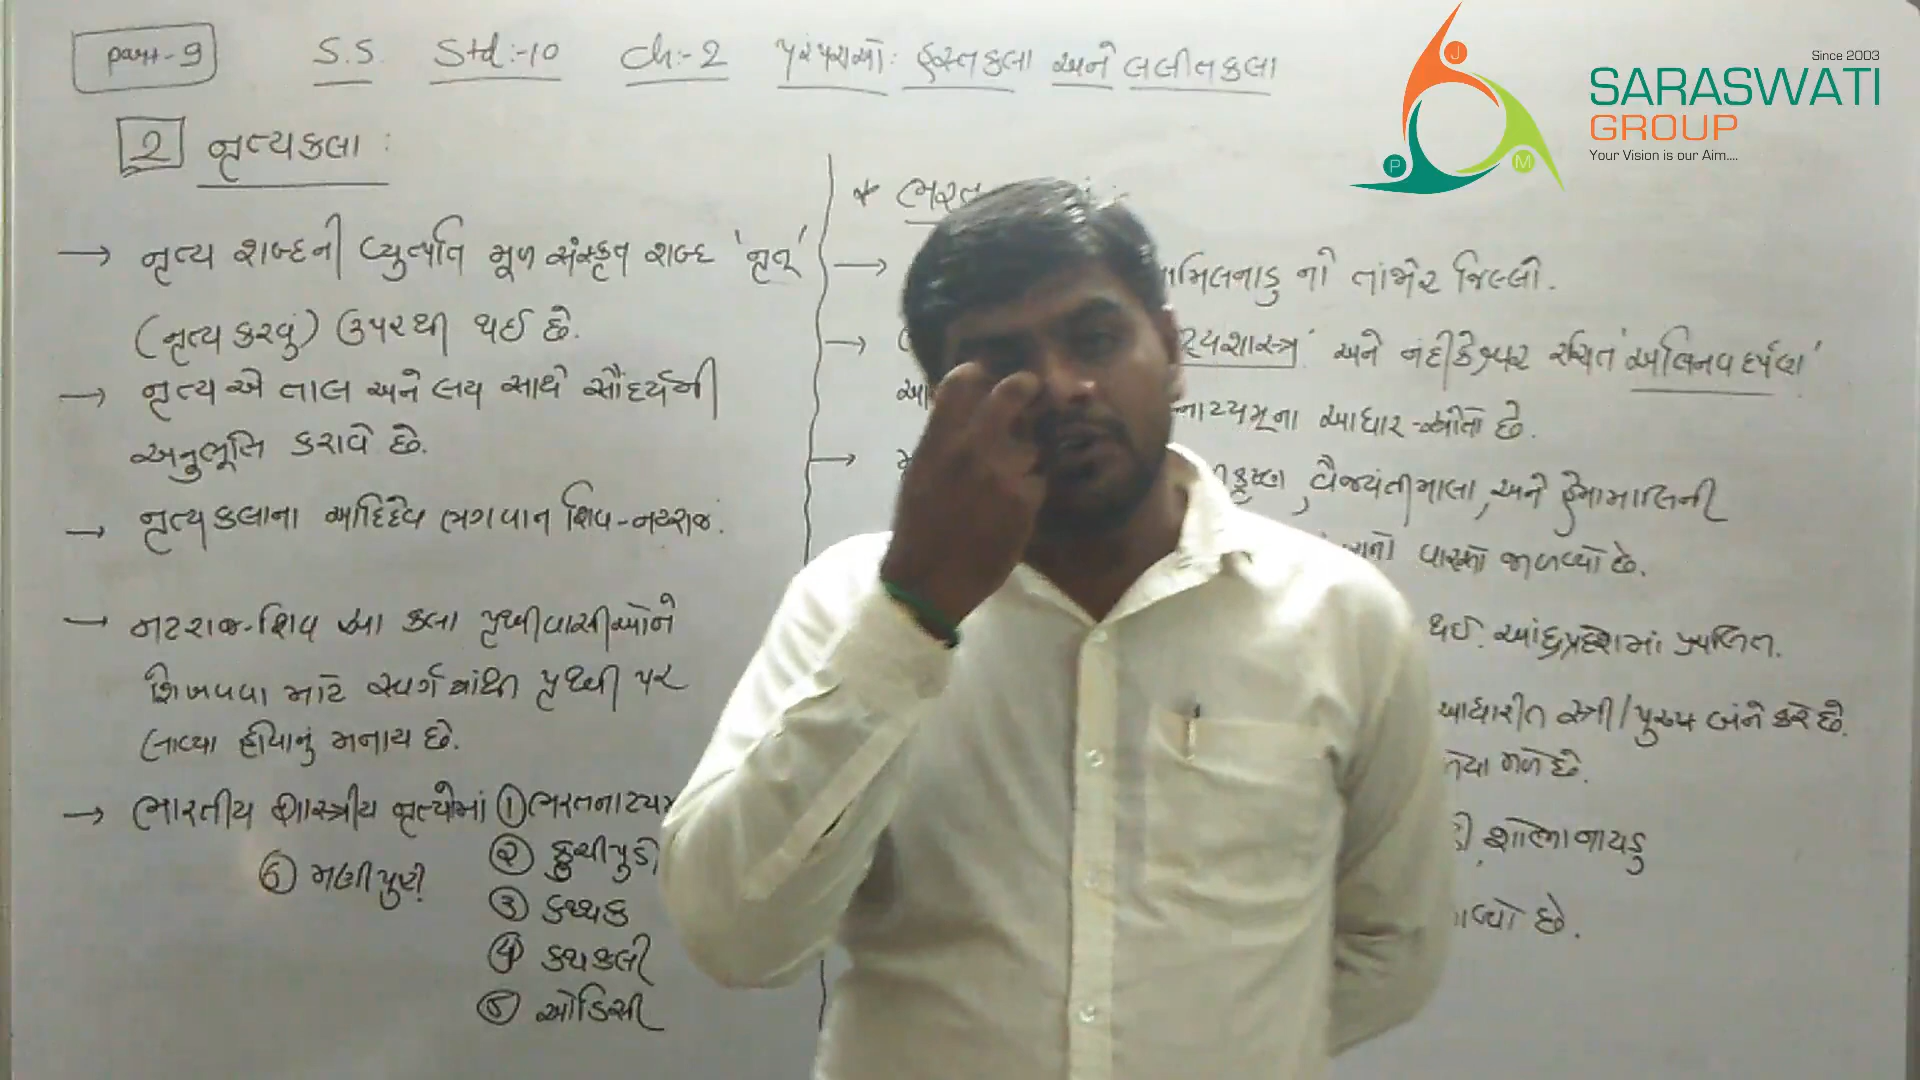 part-9 S.S. Std:-10 Ch:-2 પરંપરાઓ: હસ્તકલા અને લલીતકલા
Since 2003
SARASWATI
GROUP
Your Vision is our Aim....
J
P
M
2 નૃત્યકલા :
→ નૃત્ય શબ્દની વ્યુત્પતિ મૂળ સંસ્કૃત શબ્દ 'નૃત્'
(નૃત્ય કરવું) ઉપરથી થઈ છે.
→ નૃત્ય એ તાલ અને લય સાથે સૌંદર્યની
અનુભૂતિ કરાવે છે.
→ નૃત્યકલાના આદિદેવ ભગવાન શિવ-નટરાજ.
→ નટરાજ-શિવ આ કલા પૃથ્વીવાસીઓને
શિખવવા માટે સ્વર્ગમાંથી પૃથ્વી પર
લાવ્યા હોવાનું મનાય છે.
→ ભારતીય શાસ્ત્રીય નૃત્યોમાં ① ભરતનાટ્યમ
② કુચીપુડી
③ કથ્થક
④ કથકલી
⑤ ઓડિસી
⑥ મણીપુરી
* ભરત
→ તામિલનાડુ નો તાંજોર જિલ્લો.
→ ટ્યશાસ્ત્ર' અને નંદીકેશ્વર રચિત 'અભિનવ દર્પણ'
નાટ્યમ્ના આધાર-સ્રોતો છે.
→ કૃષ્ણ, વૈજયંતીમાલા, અને હેમામાલિની
વારસો જાળવ્યો છે.
થઈ. આંધ્રપ્રદેશમાં પ્રચલિત.
આધારીત સ્ત્રી/પુરુષ બંને કરે છે.
મળે છે.
શોભા નાયડુ
છે.